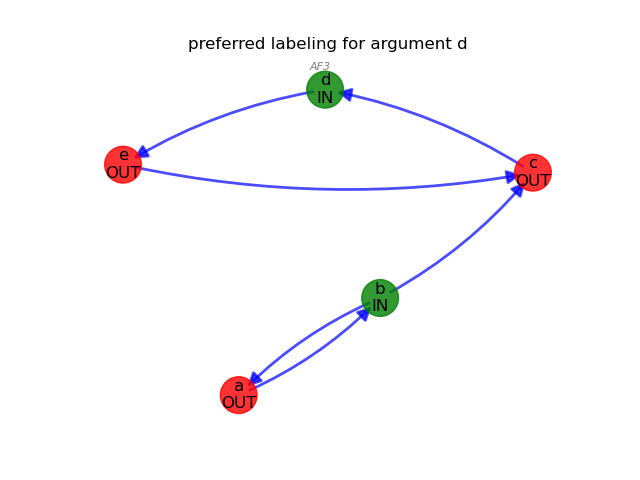 preferred labeling for argument d
AF3
d
IN
e
OUT
c
OUT
b
IN
a
OUT